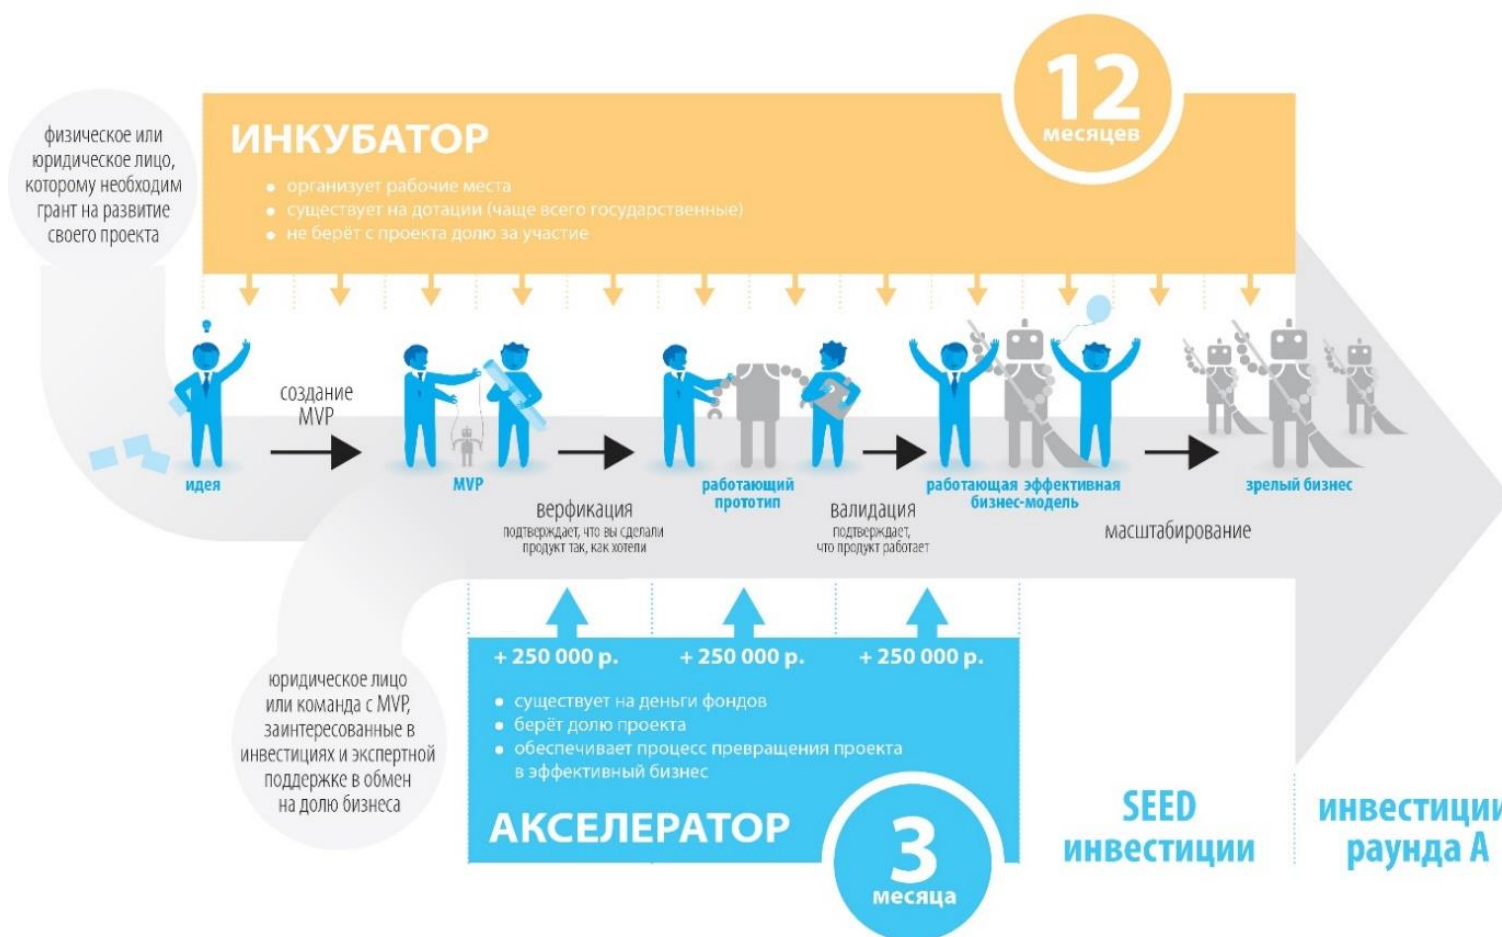 12
месяцев
ИНКУБАТОР
• организует рабочие места
• существует на дотации (чаще всего государственные)
• не берёт с проекта долю за участие
физическое или
юридическое лицо,
которому необходим
грант на развитие
своего проекта
создание
MVP
идея
MVP
работающий
прототип
работающая эффективная
бизнес-модель
зрелый бизнес
верфикация
подтверждает, что вы сделали
продукт так, как хотели
валидация
подтверждает,
что продукт работает
масштабирование
юридическое лицо
или команда с MVP,
заинтересованные в
инвестициях и экспертной
поддержке в обмен
на долю бизнеса
+ 250 000 р.
+ 250 000 р.
+ 250 000 р.
• существует на деньги фондов
• берёт долю проекта
• обеспечивает процесс превращения проекта
в эффективный бизнес
АКСЕЛЕРАТОР
3
месяца
SEED
инвестиции
инвестиции
раунда А